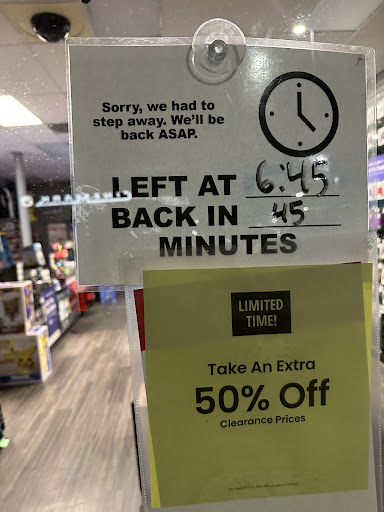 Sorry, we had to
step away. We'll be
back ASAP.
LEFT AT 6:45
BACK IN 45
MINUTES
LIMITED
TIME!
Take An Extra
50% Off
Clearance Prices